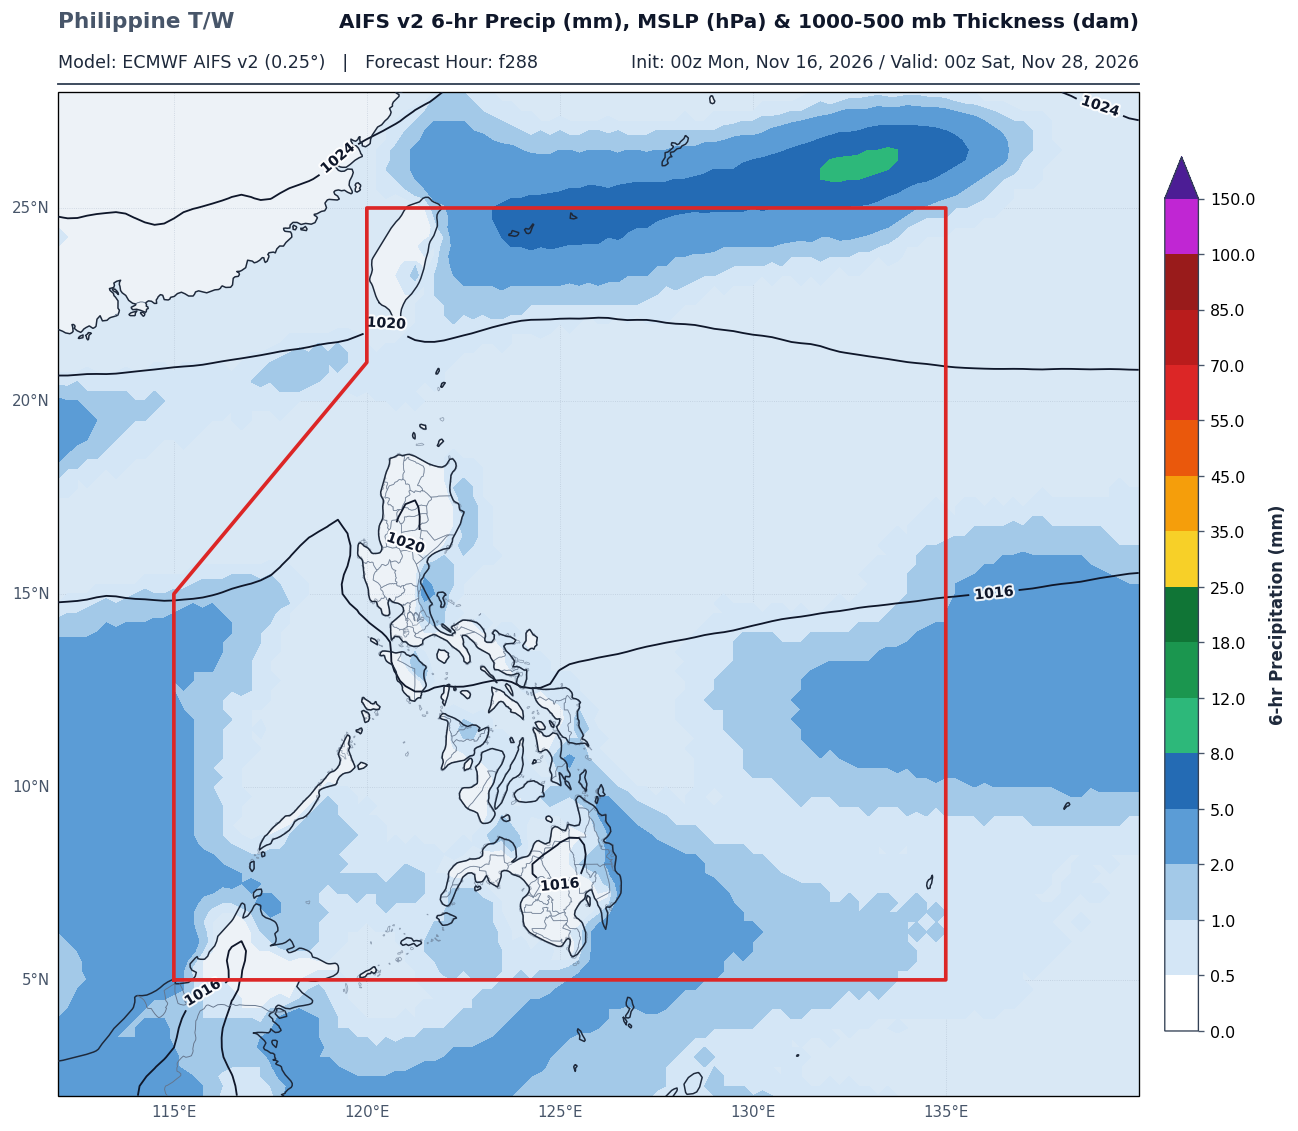 Philippine T/W
AIFS v2 6-hr Precip (mm), MSLP (hPa) & 1000-500 mb Thickness (dam)
Model: ECMWF AIFS v2 (0.25°)   |   Forecast Hour: f288
Init: 00z Mon, Nov 16, 2026 / Valid: 00z Sat, Nov 28, 2026
1024
1024
1020
1020
1016
1016
1016
25°N
20°N
15°N
10°N
5°N
115°E
120°E
125°E
130°E
135°E
150.0
100.0
85.0
70.0
55.0
45.0
35.0
25.0
18.0
12.0
8.0
5.0
2.0
1.0
0.5
0.0
6-hr Precipitation (mm)